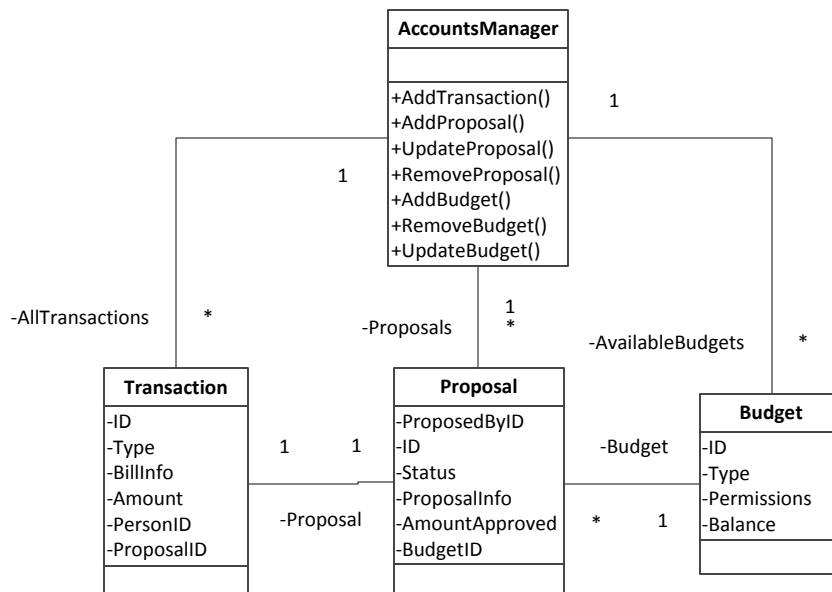 AccountsManager
+AddTransaction()
+AddProposal()
+UpdateProposal()
+RemoveProposal()
+AddBudget()
+RemoveBudget()
+UpdateBudget()
1
1
-AllTransactions
*
-Proposals
1
*
-AvailableBudgets
*
Transaction
-ID
-Type
-BillInfo
-Amount
-PersonID
-ProposalID
1
1
-Proposal
Proposal
-ProposedByID
-ID
-Status
-ProposalInfo
-AmountApproved
-BudgetID
-Budget
*
1
Budget
-ID
-Type
-Permissions
-Balance